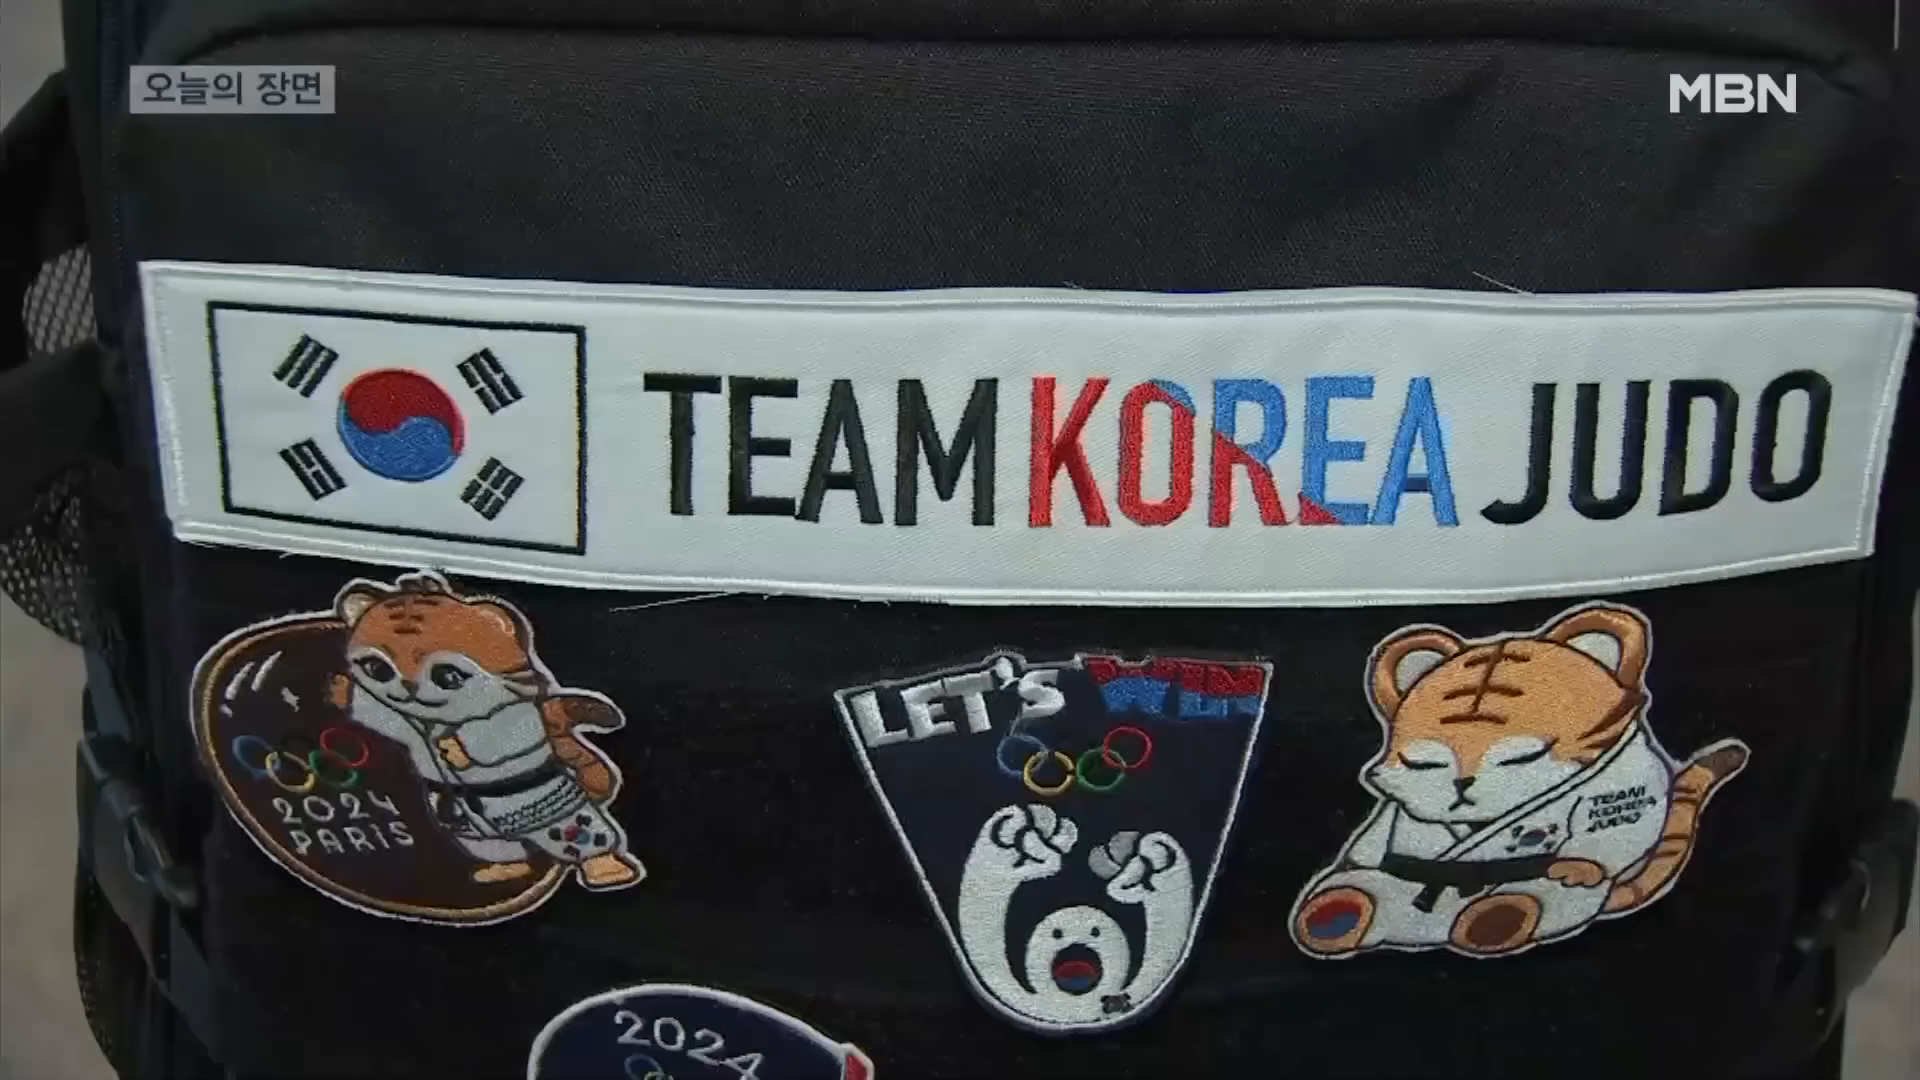 오늘의 장면
MBN
TEAM KOREA JUDO
2024
PARIS
LET'S WIN
TEAM
KOREA
JUDO
2024